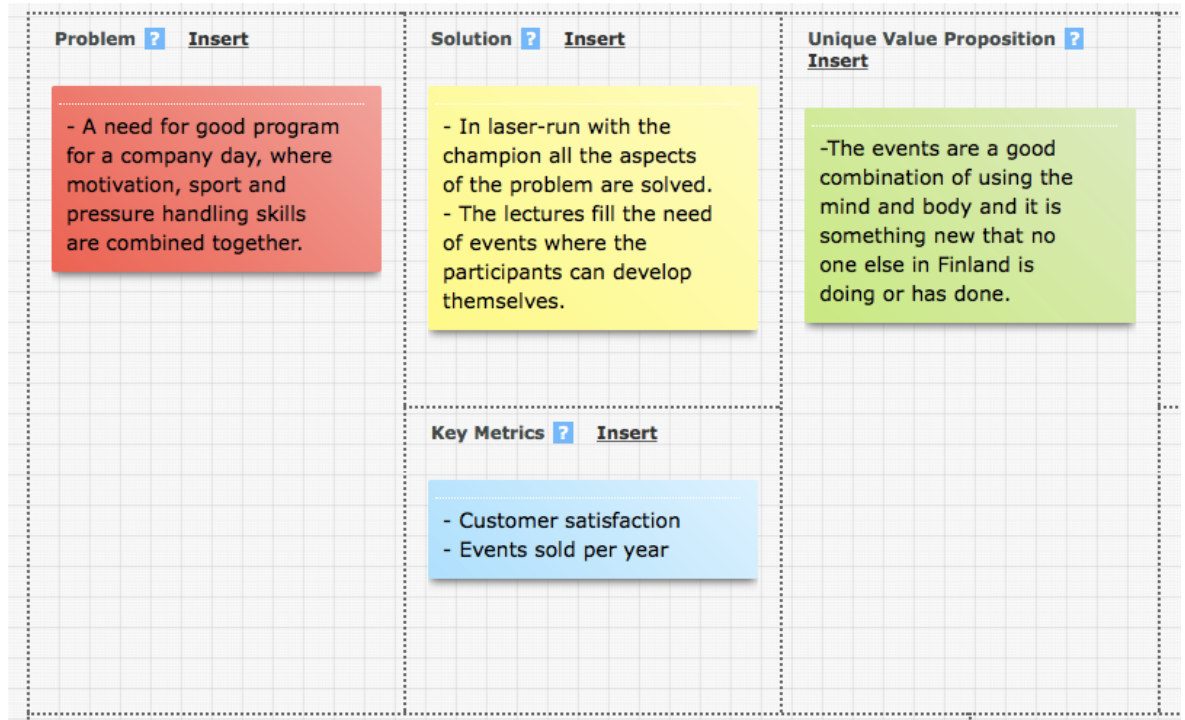 Problem ? Insert
- A need for good program
for a company day, where
motivation, sport and
pressure handling skills
are combined together.
Solution ? Insert
- In laser-run with the
champion all the aspects
of the problem are solved.
- The lectures fill the need
of events where the
participants can develop
themselves.
Key Metrics ? Insert
- Customer satisfaction
- Events sold per year
Unique Value Proposition ?
Insert
-The events are a good
combination of using the
mind and body and it is
something new that no
one else in Finland is
doing or has done.